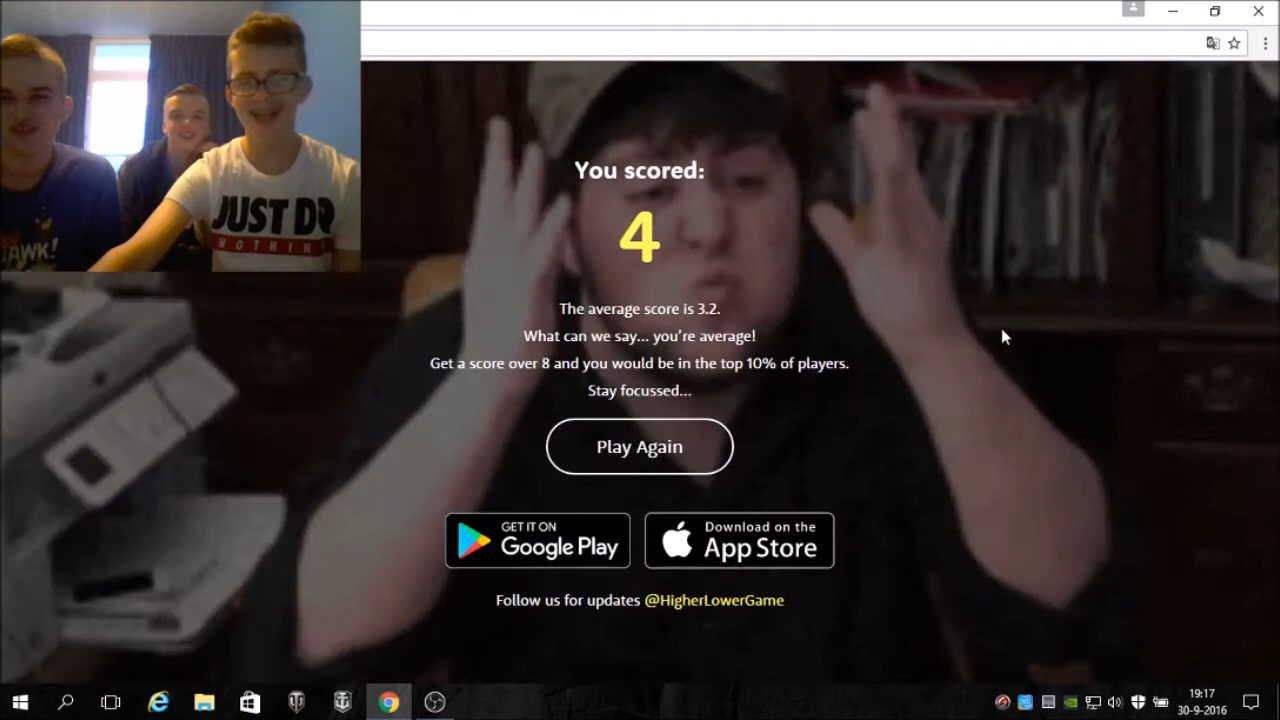 AWK!
JUST DO
NOTHIN
You scored:
4
The average score is 3.2.
What can we say... you're average!
Get a score over 8 and you would be in the top 10% of players.
Stay focussed...
Play Again
GET IT ON
Google Play
Download on the
App Store
Follow us for updates @HigherLowerGame
19:17
30-9-2016